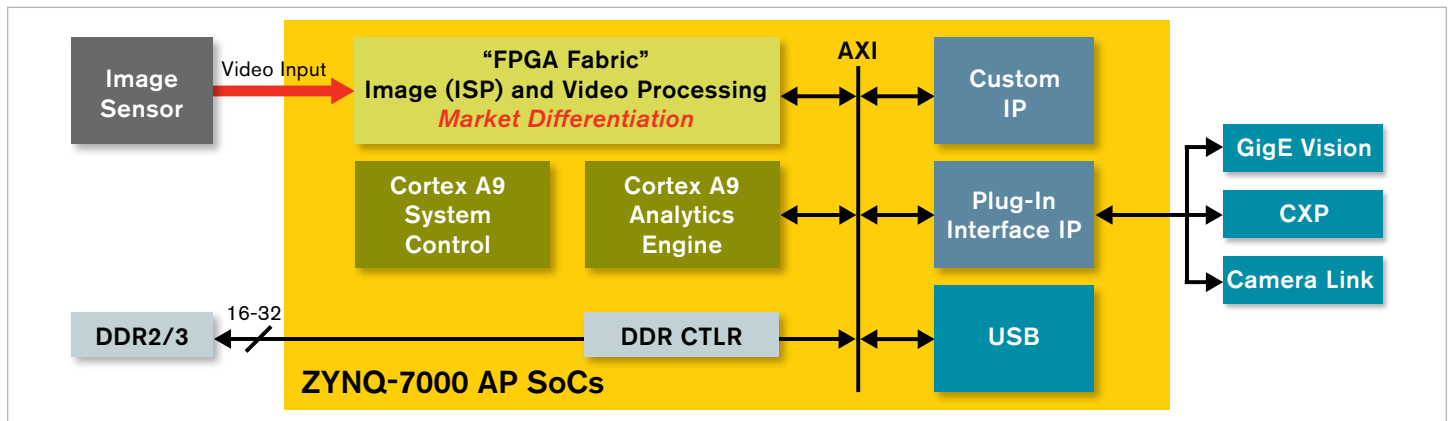 Image
Sensor
Video Input
“FPGA Fabric”
Image (ISP) and Video Processing
Market Differentiation
AXI
Custom
IP
Cortex A9
System
Control
Cortex A9
Analytics
Engine
Plug-In
Interface IP
GigE Vision
CXP
Camera Link
DDR2/3
16-32
DDR CTLR
USB
ZYNQ-7000 AP SoCs